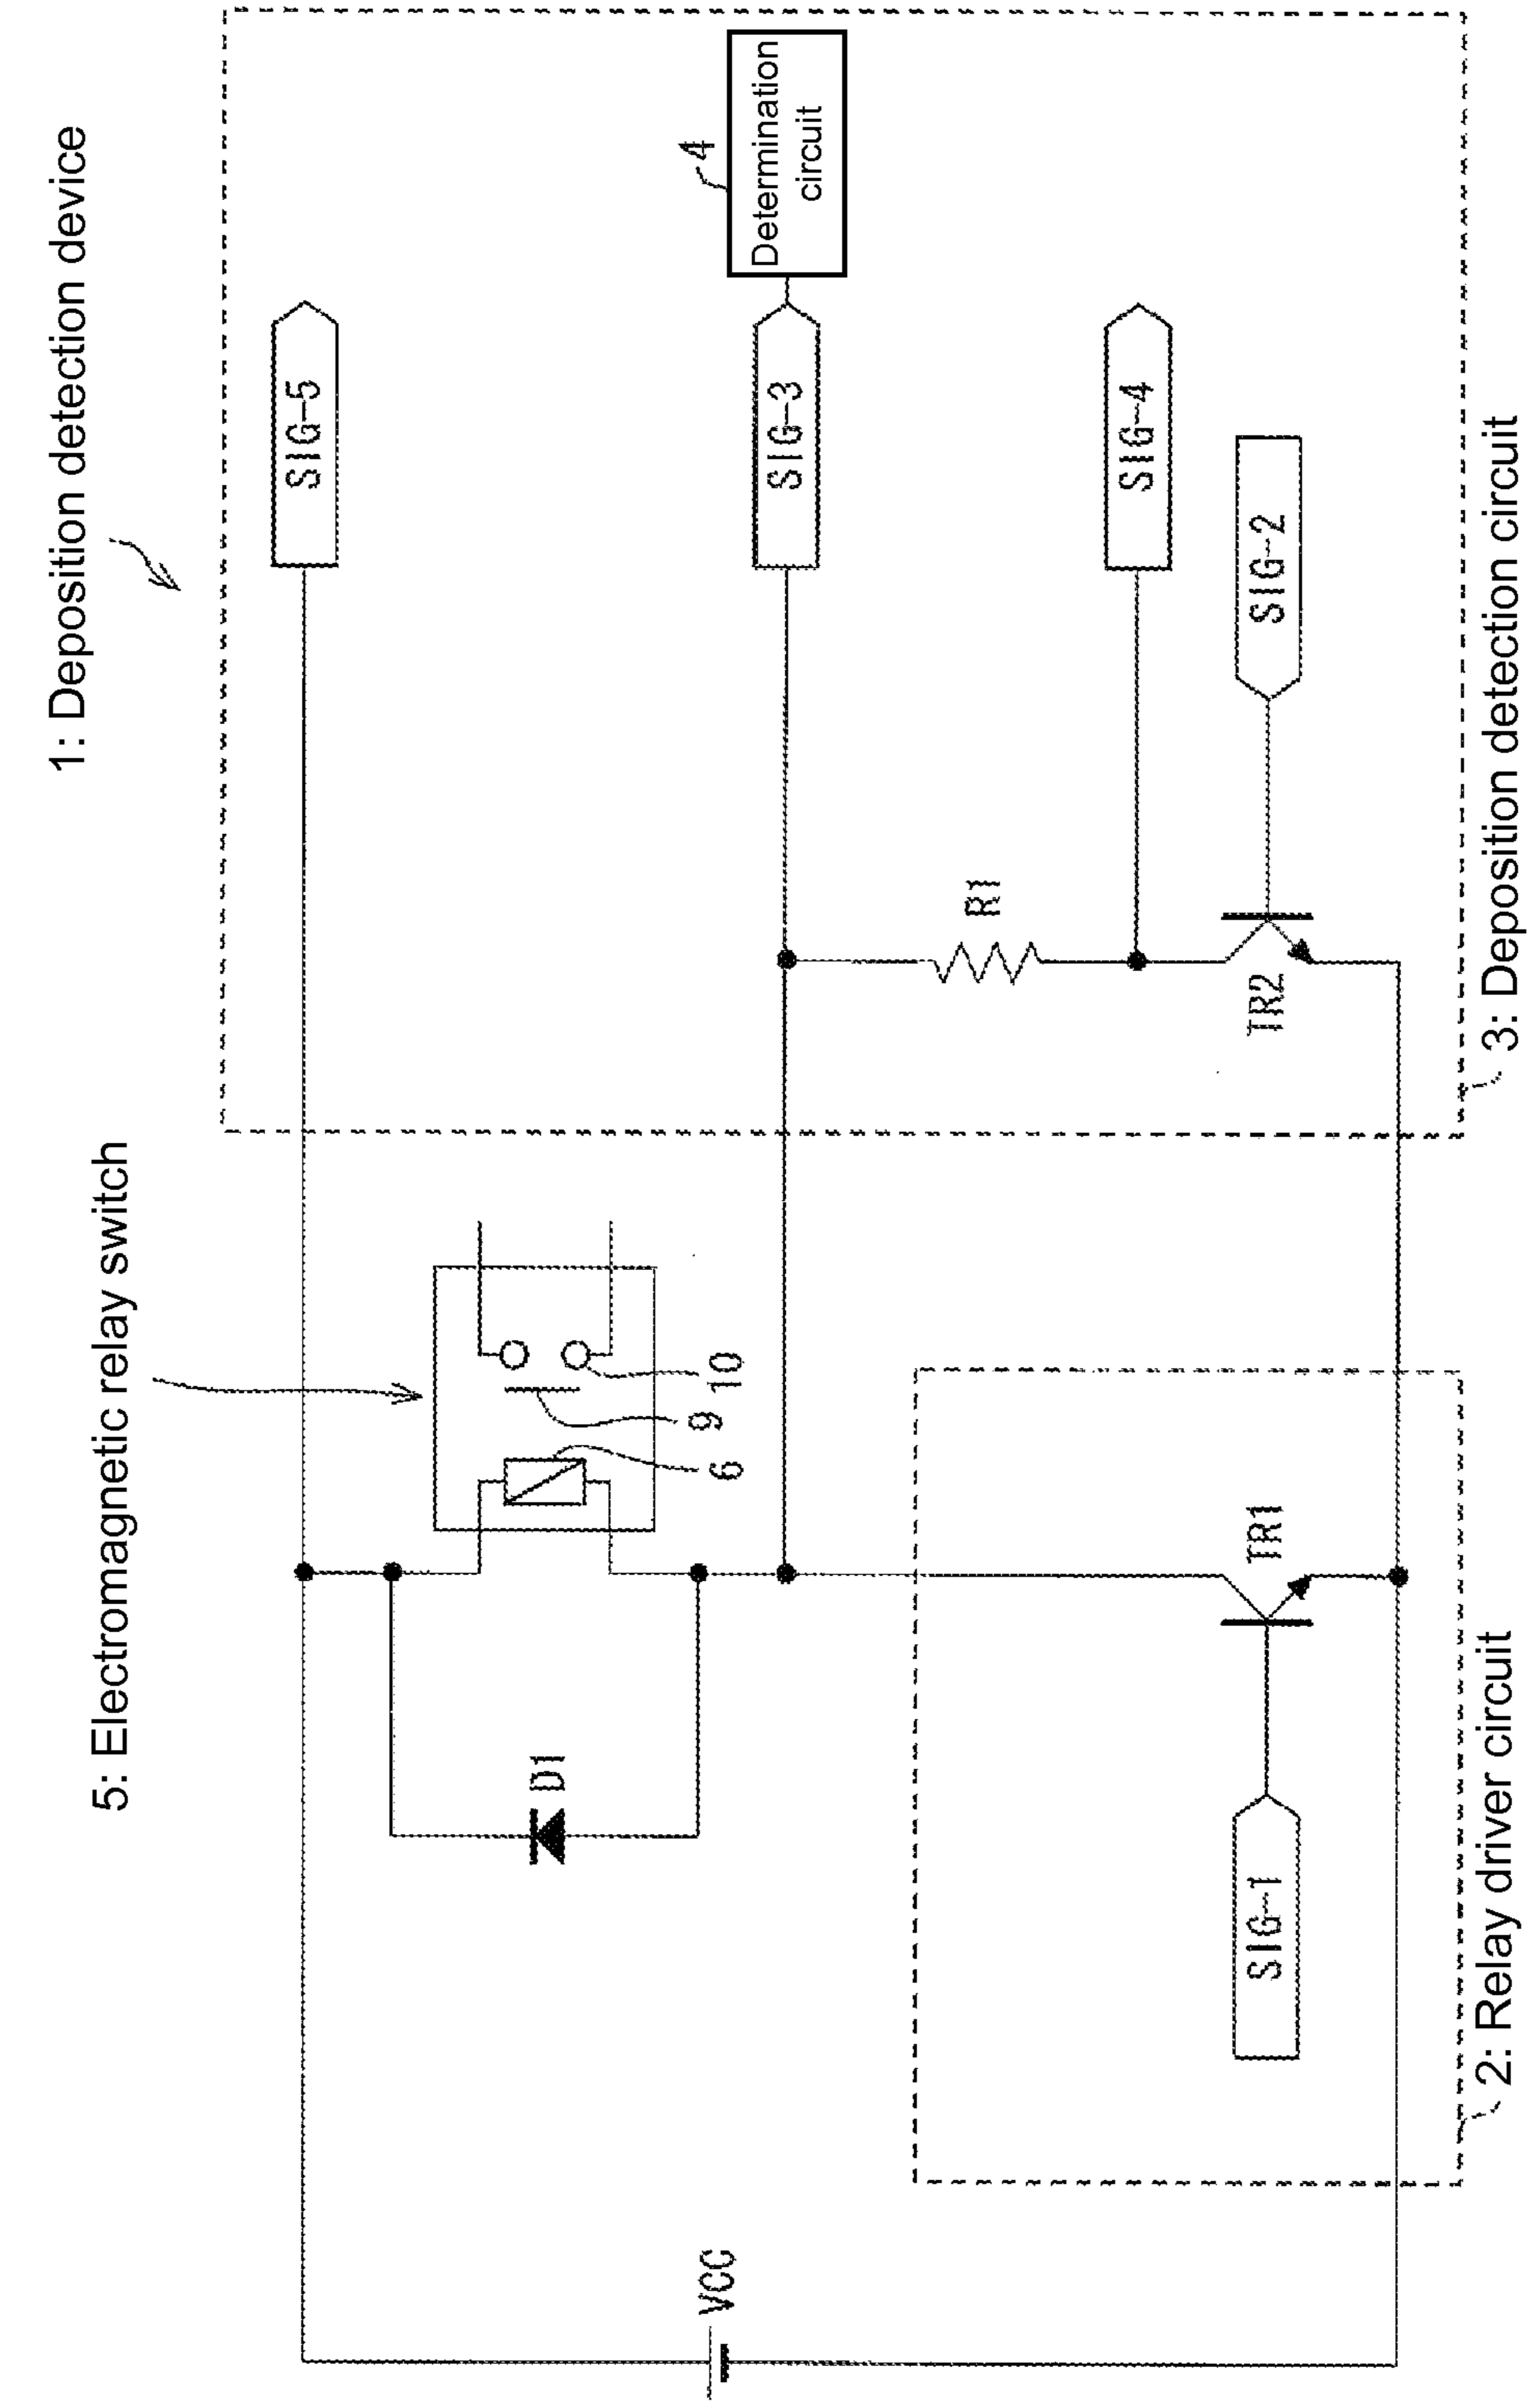 1: Deposition detection device
5: Electromagnetic relay switch
SIG-5
4
Determination
circuit
SIG-3
SIG-4
SIG-2
R1
TR2
10
9
6
D1
TR1
SIG-1
VCC
3: Deposition detection circuit
2: Relay driver circuit